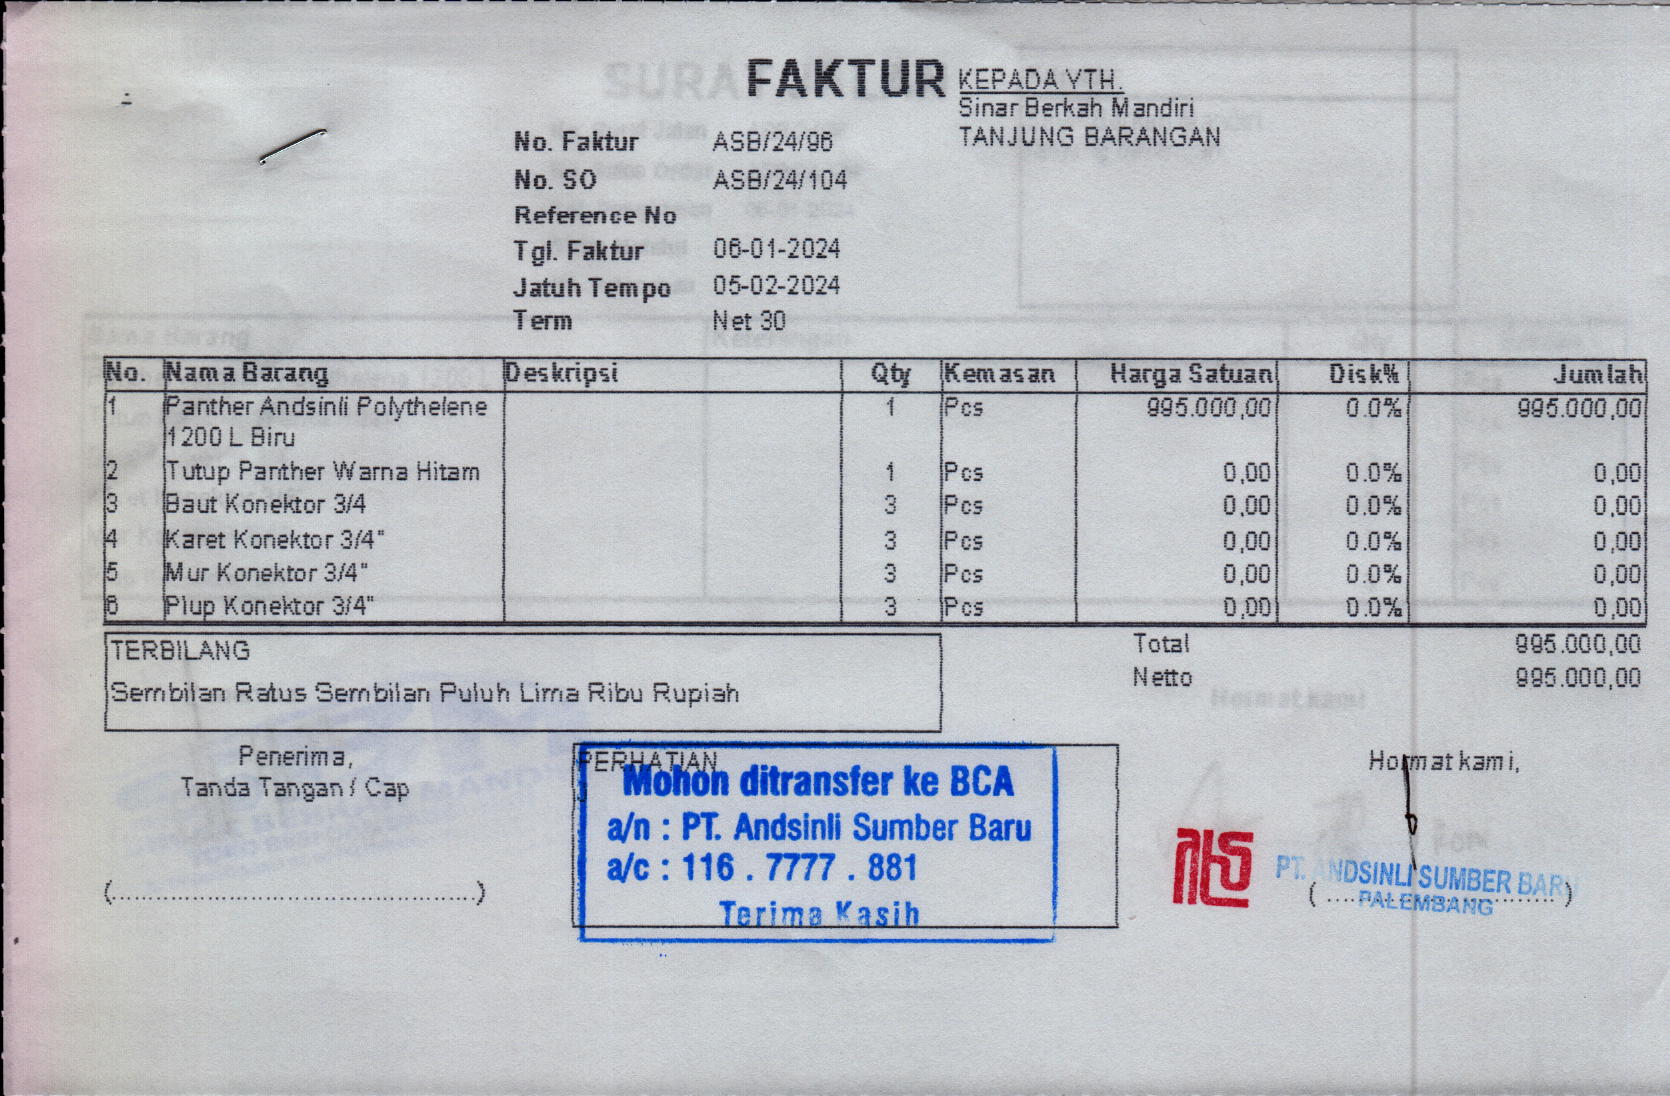 FAKTUR
KEPADA YTH.
Sinar Berkah Mandiri
TANJUNG BARANGAN
No. Faktur ASB/24/96
No. SO ASB/24/104
Reference No
Tgl. Faktur 06-01-2024
Jatuh Tempo 05-02-2024
Term Net 30
No. Nama Barang Deskripsi Qty Kemasan Harga Satuan Disk% Jumlah
1 Panther Andsinli Polythelene 1 Pcs 995.000,00 0.0% 995.000,00
1200 L Biru
2 Tutup Panther Warna Hitam 1 Pcs 0,00 0.0% 0,00
3 Baut Konektor 3/4 3 Pcs 0,00 0.0% 0,00
4 Karet Konektor 3/4" 3 Pcs 0,00 0.0% 0,00
5 Mur Konektor 3/4" 3 Pcs 0,00 0.0% 0,00
6 Plup Konektor 3/4" 3 Pcs 0,00 0.0% 0,00
TERBILANG
Sembilan Ratus Sembilan Puluh Lima Ribu Rupiah
Total 995.000,00
Netto 995.000,00
Penerima,
Tanda Tangan / Cap
(................................................)
PERHATIAN
Mohon ditransfer ke BCA
a/n : PT. Andsinli Sumber Baru
a/c : 116 . 7777 . 881
Terima Kasih
Hormat kami,
PT. ANDSINLI SUMBER BARU
PALEMBANG
(..............................)